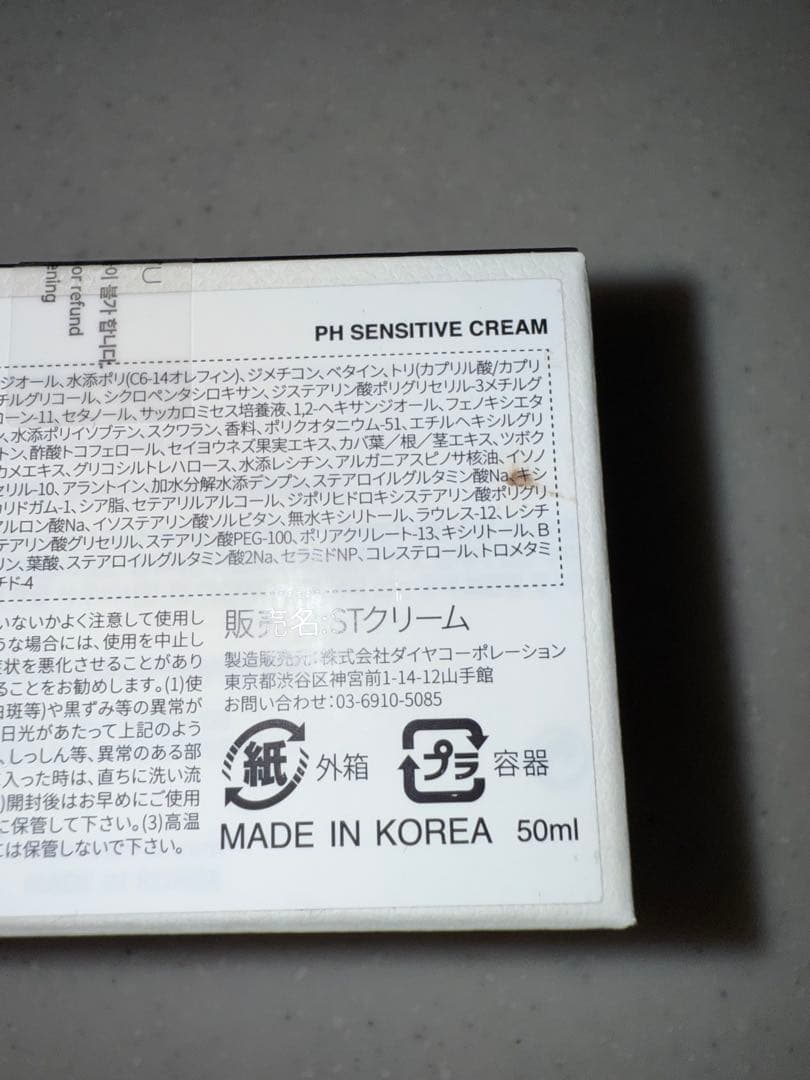 U
이 불가 합니다.
or refund
ening
PH SENSITIVE CREAM
ジオール、水添ポリ(C6-14オレフィン)、ジメチコン、ベタイン、トリ(カプリル酸/カプリ
チルグリコール、シクロペンタシロキサン、ジステアリン酸ポリグリセリル-3メチルグ
コーン-11、セタノール、サッカロミセス培養液、1,2-ヘキサンジオール、フェノキシエタ
ン、水添ポリイソブテン、スクワラン、香料、ポリクオタニウム-51、エチルヘキシルグリ
トン、酢酸トコフェロール、セイヨウネズ果実エキス、カバ葉／根／茎エキス、ツボク
カメエキス、グリコシルトレハロース、水添レシチン、アルガニアスピノサ核油、イソノ
セリル-10、アラントイン、加水分解水添デンプン、ステアロイルグルタミン酸Na、キシ
カリドガム-1、シア脂、セテアリルアルコール、ジポリヒドロキシステアリン酸ポリグリ
アルロン酸Na、イソステアリン酸ソルビタン、無水キシリトール、ラウレス-12、レシチ
テアリン酸グリセリル、ステアリン酸PEG-100、ポリアクリレート-13、キシリトール、B
リン、葉酸、ステアロイルグルタミン酸2Na、セラミドNP、コレステロール、トロメタミ
チド-4
いないかよく注意して使用し
うな場合には、使用を中止し
症状を悪化させることがあり
ることをお勧めします。(1)使
白斑等)や黒ずみ等の異常が
日光があたって上記のよう
、しっしん等、異常のある部
入った時は、直ちに洗い流
)開封後はお早めにご使用
に保管して下さい。(3)高温
には保管しないで下さい。
販売名:STクリーム
製造販売元:株式会社ダイヤコーポレーション
東京都渋谷区神宮前1-14-12山手館
お問い合わせ:03-6910-5085
紙 外箱 プラ 容器
MADE IN KOREA 50ml